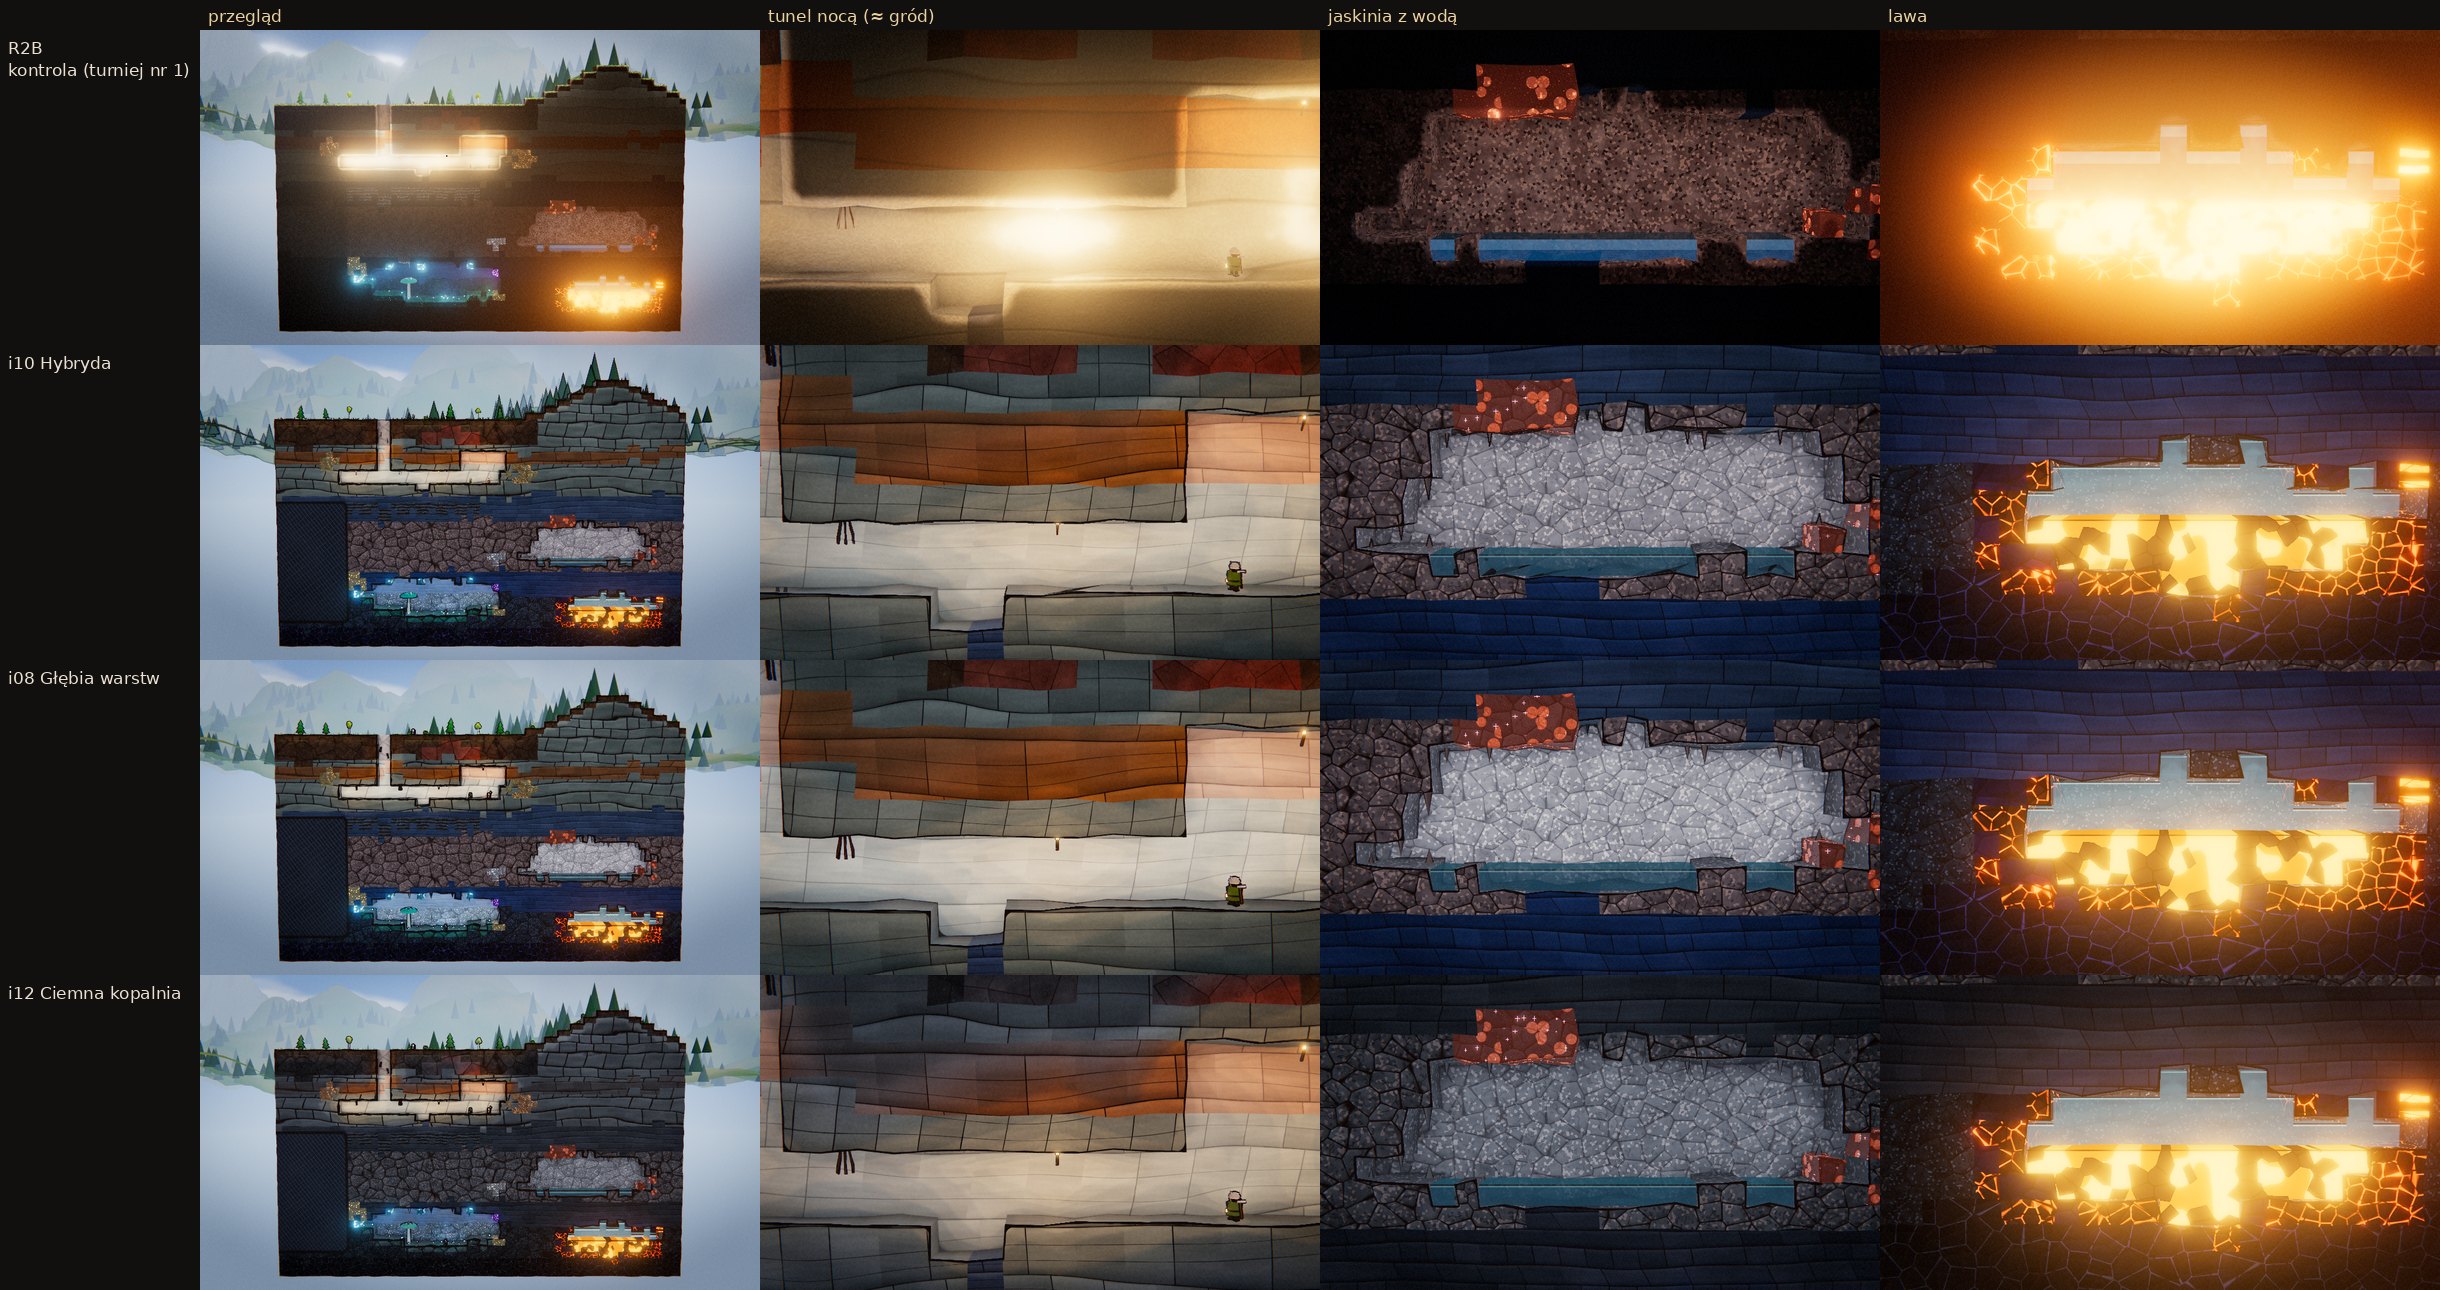 przegląd
tunel nocą (≈ gród)
jaskinia z wodą
lawa
R2B
kontrola (turniej nr 1)
i10 Hybryda
i08 Głębia warstw
i12 Ciemna kopalnia